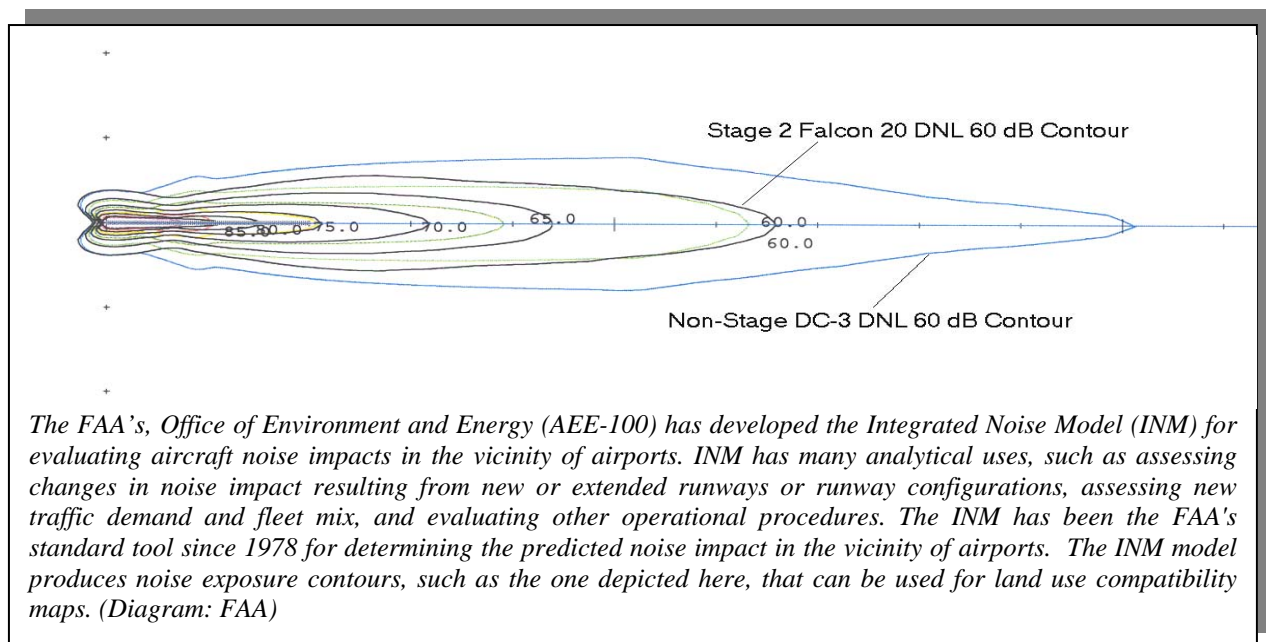 Stage 2 Falcon 20 DNL 60 dB Contour
85.0 80.0 75.0 70.0 65.0 60.0
60.0
Non-Stage DC-3 DNL 60 dB Contour
The FAA's, Office of Environment and Energy (AEE-100) has developed the Integrated Noise Model (INM) for
evaluating aircraft noise impacts in the vicinity of airports. INM has many analytical uses, such as assessing
changes in noise impact resulting from new or extended runways or runway configurations, assessing new
traffic demand and fleet mix, and evaluating other operational procedures. The INM has been the FAA's
standard tool since 1978 for determining the predicted noise impact in the vicinity of airports. The INM model
produces noise exposure contours, such as the one depicted here, that can be used for land use compatibility
maps. (Diagram: FAA)